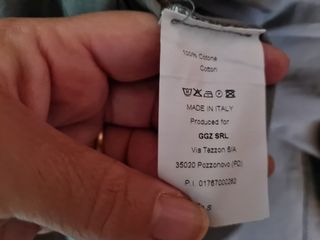 100% Cotone
Cotton
MADE IN ITALY
Produced for
GGZ SRL
Via Tezzon 6/A
35020 Pozzonovo (PD)
P.I. 01767000282